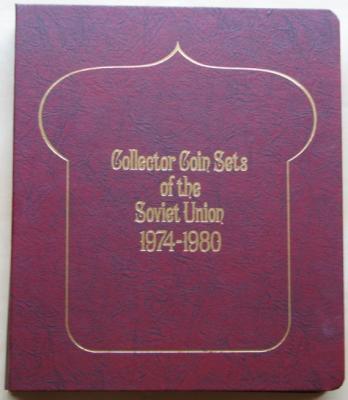 Collector Coin Sets
of the
Soviet Union
1974-1980